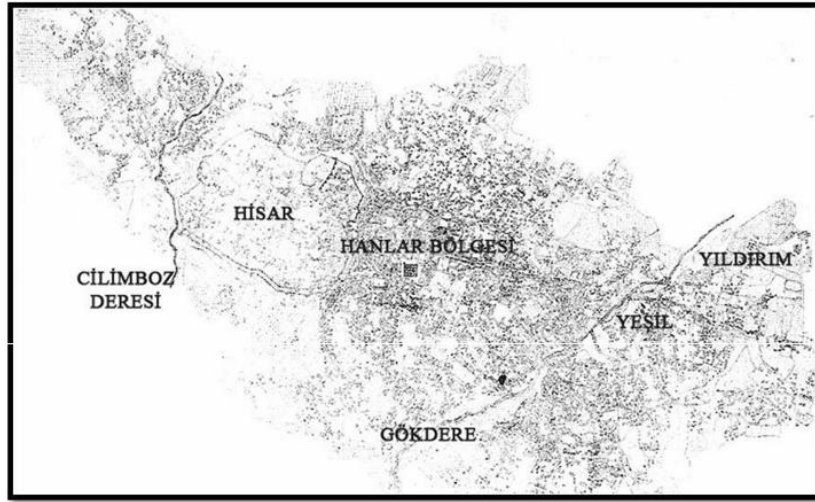 HİSAR
HANLAR BÖLGESİ
YILDIRIM
CİLİMBOZ
DERESİ
YEŞİL
GÖKDERE